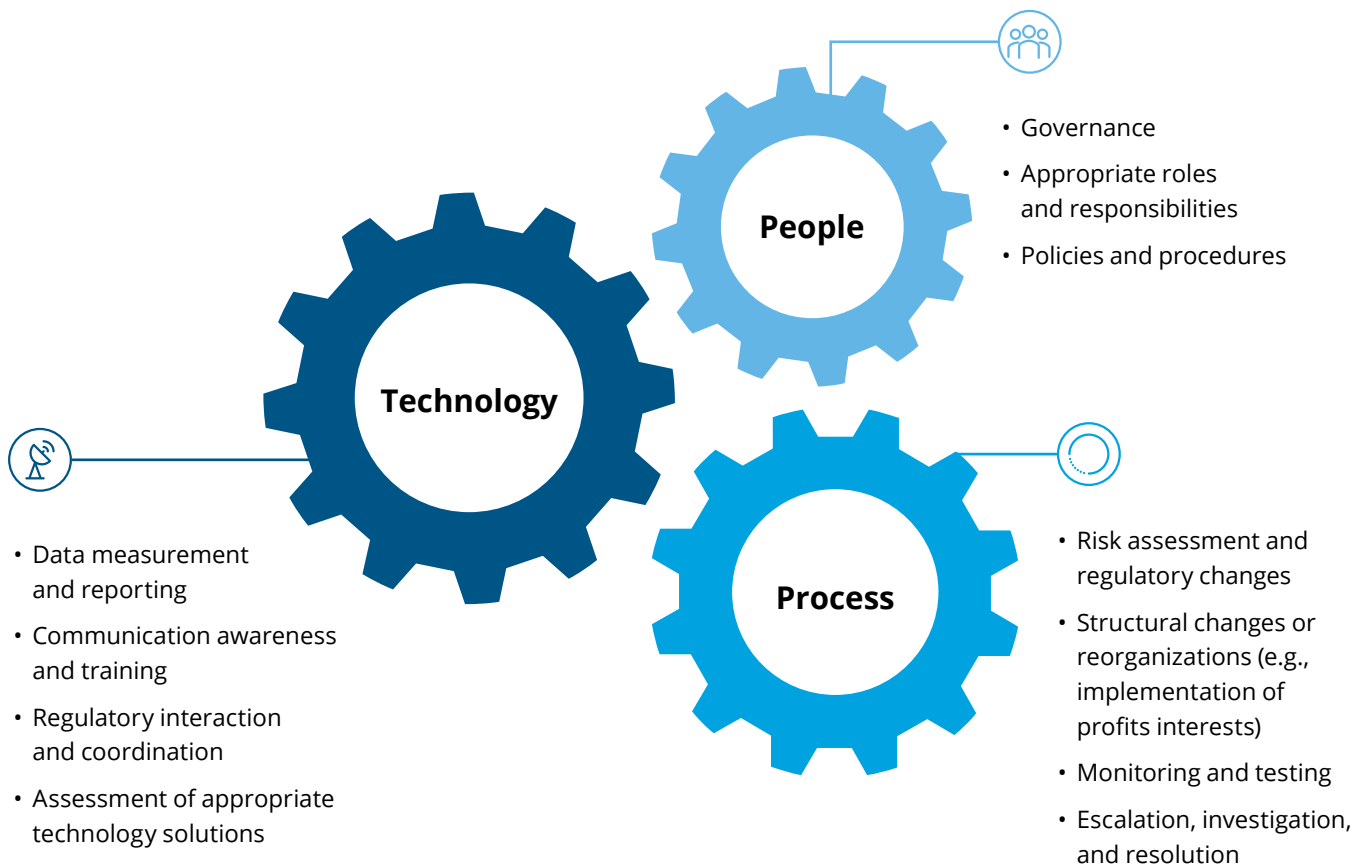 People
• Governance
• Appropriate roles
and responsibilities
• Policies and procedures
Technology
• Data measurement
and reporting
• Communication awareness
and training
• Regulatory interaction
and coordination
• Assessment of appropriate
technology solutions
Process
• Risk assessment and
regulatory changes
• Structural changes or
reorganizations (e.g.,
implementation of
profits interests)
• Monitoring and testing
• Escalation, investigation,
and resolution